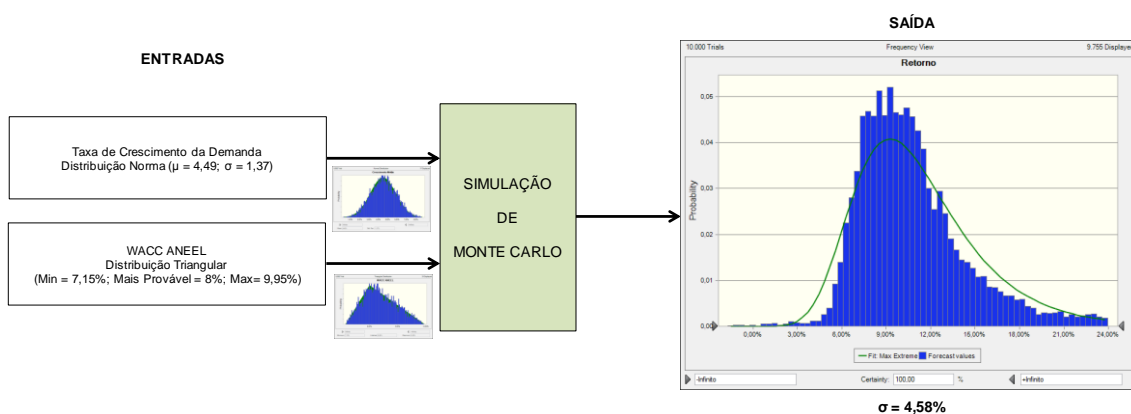 ENTRADAS
Taxa de Crescimento da Demanda
Distribuição Norma (μ = 4,49; σ = 1,37)
WACC ANEEL
Distribuição Triangular
(Min = 7,15%; Mais Provável = 8%; Max= 9,95%)
SIMULAÇÃO
DE
MONTE CARLO
SAÍDA
10.000 Trials
Frequency View
9.755 Displayed
Retorno
Probability
0,05
0,04
0,03
0,02
0,01
0,00
0,00% 3,00% 6,00% 9,00% 12,00% 15,00% 18,00% 21,00% 24,00%
Fit: Max Extreme Forecast values
-Infinito
Certainty: 100,00 %
+Infinito
σ = 4,58%